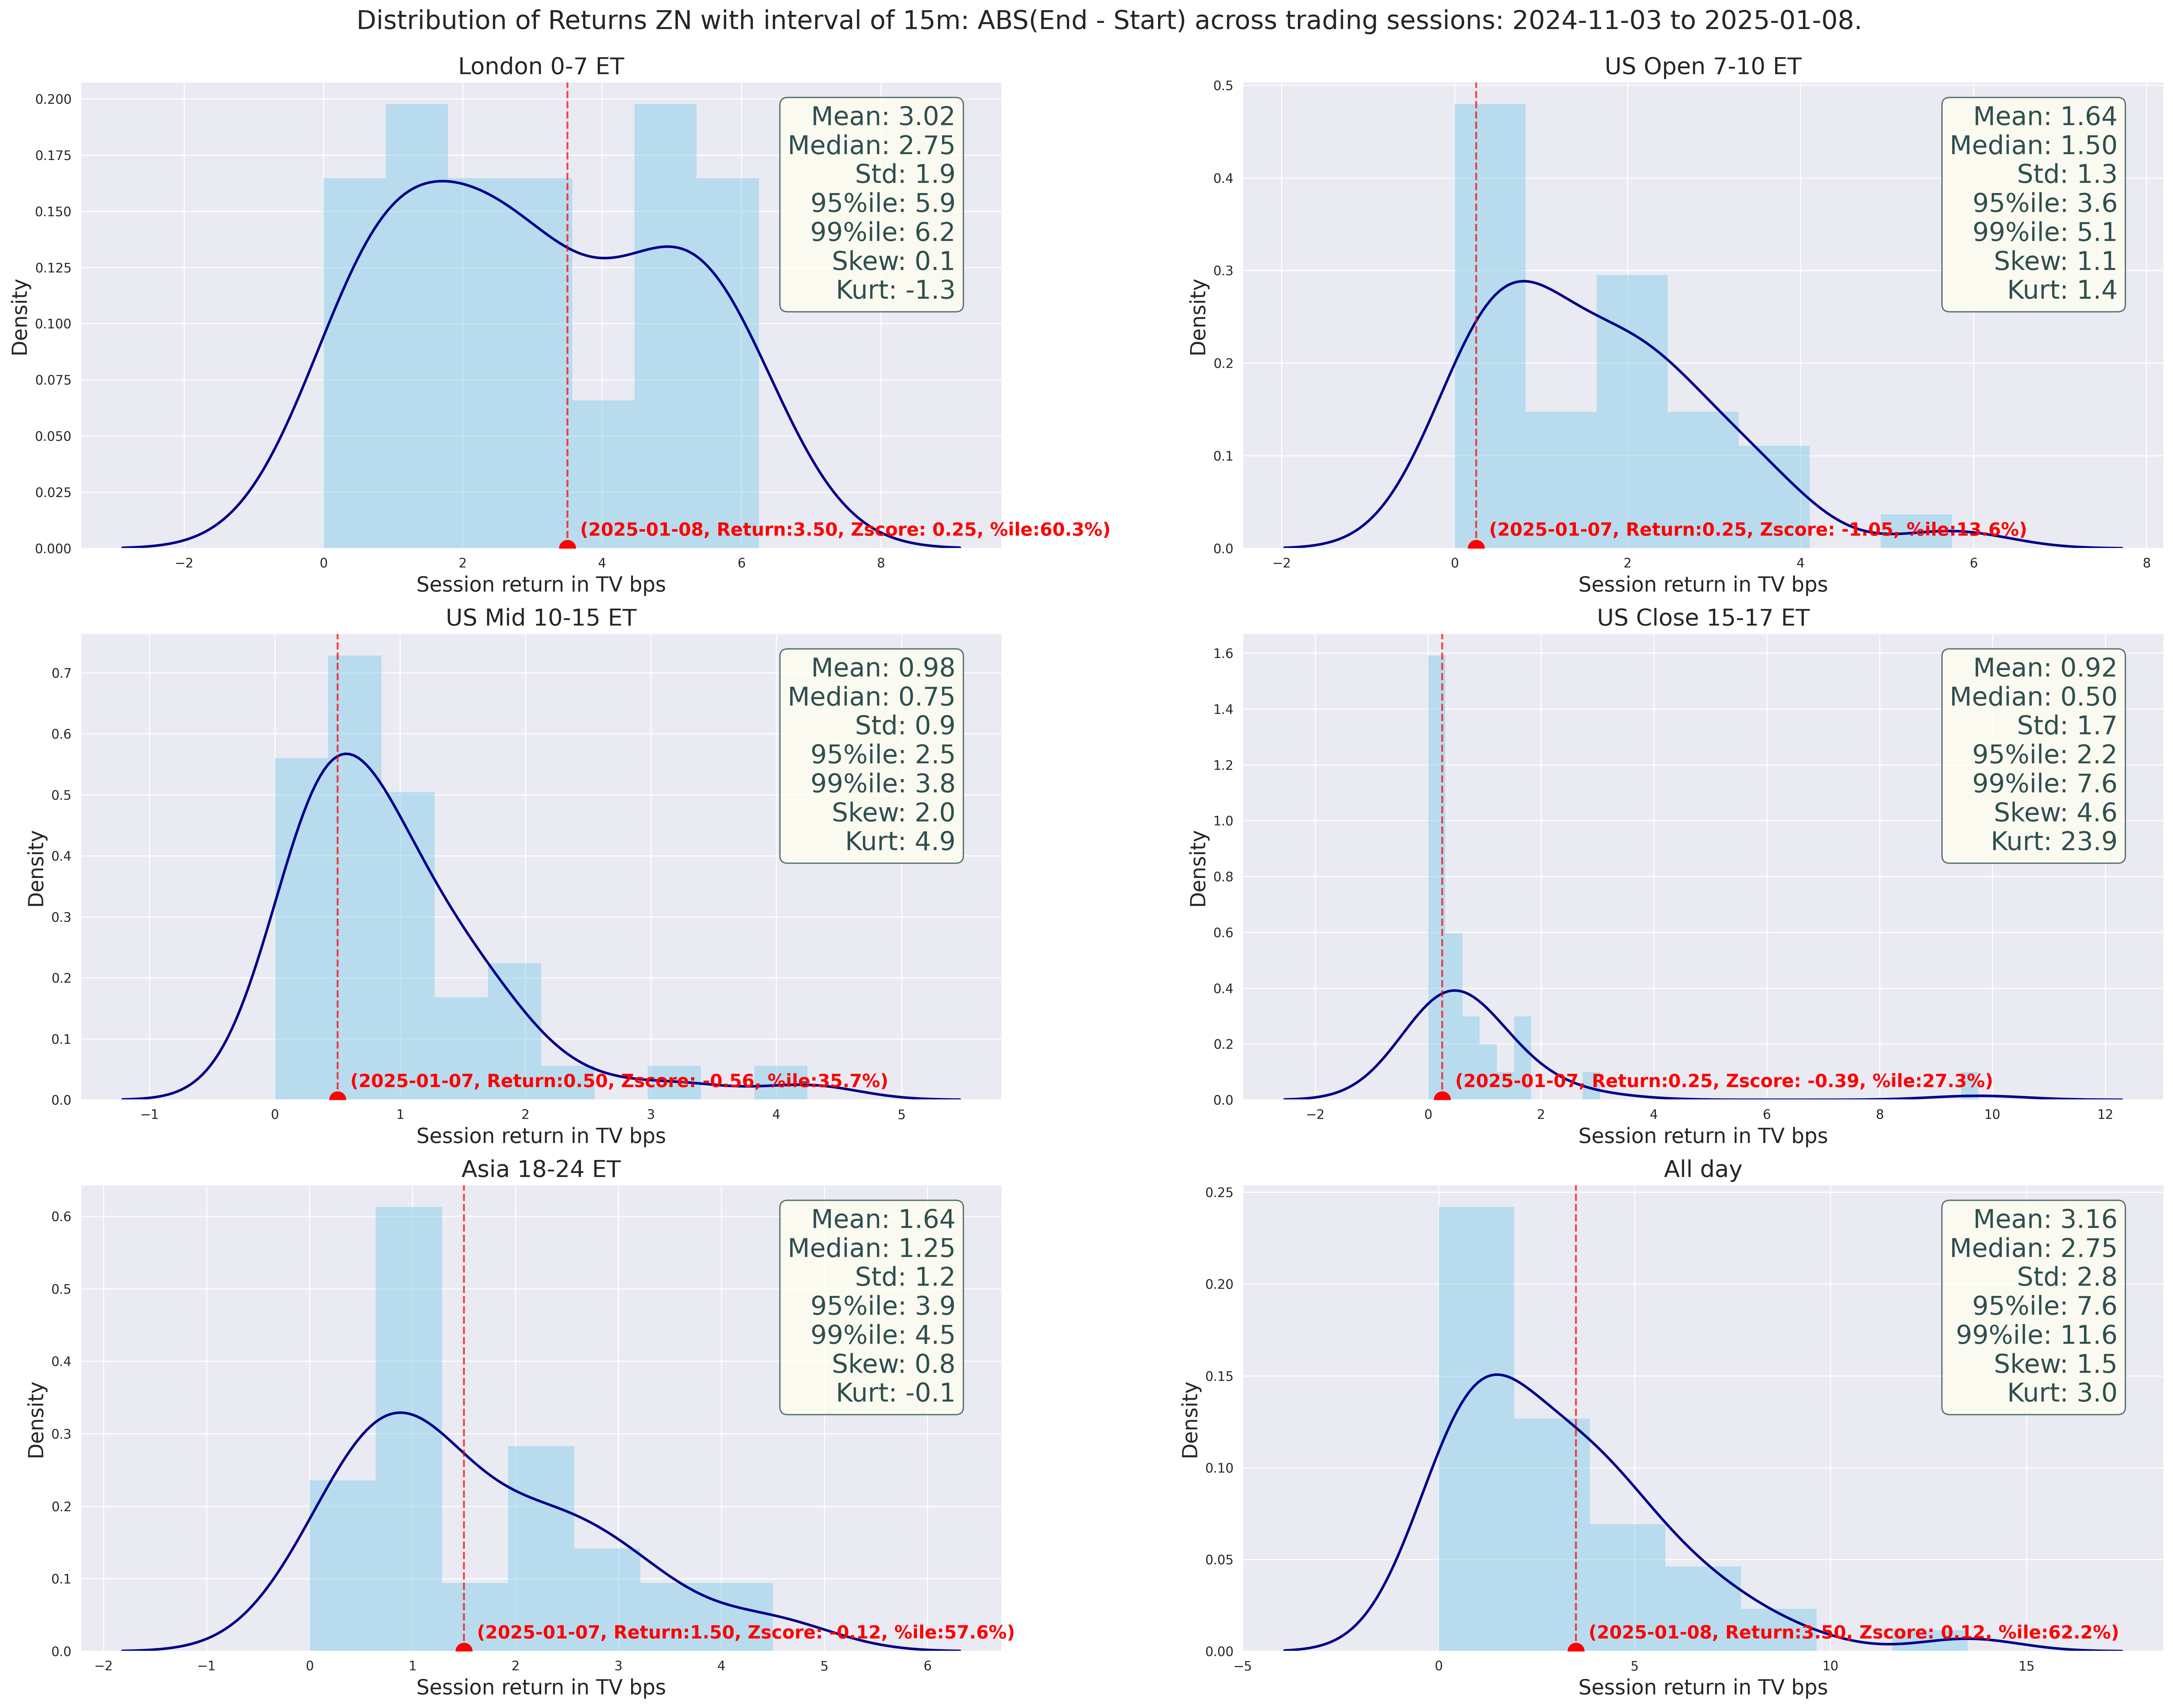 Distribution of Returns ZN with interval of 15m: ABS(End - Start) across trading sessions: 2024-11-03 to 2025-01-08.
London 0-7 ET
0.200
0.175
0.150
0.125
0.100
0.075
0.050
0.025
0.000
Density
Mean: 3.02
Median: 2.75
Std: 1.9
95%ile: 5.9
99%ile: 6.2
Skew: 0.1
Kurt: -1.3
(2025-01-08, Return:3.50, Zscore: 0.25, %ile:60.3%)
−2 0 2 4 6 8
Session return in TV bps
US Open 7-10 ET
0.5
0.4
0.3
0.2
0.1
0.0
Density
Mean: 1.64
Median: 1.50
Std: 1.3
95%ile: 3.6
99%ile: 5.1
Skew: 1.1
Kurt: 1.4
(2025-01-07, Return:0.25, Zscore: -1.05, %ile:13.6%)
−2 0 2 4 6 8
Session return in TV bps
US Mid 10-15 ET
0.7
0.6
0.5
0.4
0.3
0.2
0.1
0.0
Density
Mean: 0.98
Median: 0.75
Std: 0.9
95%ile: 2.5
99%ile: 3.8
Skew: 2.0
Kurt: 4.9
(2025-01-07, Return:0.50, Zscore: -0.56, %ile:35.7%)
−1 0 1 2 3 4 5
Session return in TV bps
US Close 15-17 ET
1.6
1.4
1.2
1.0
0.8
0.6
0.4
0.2
0.0
Density
Mean: 0.92
Median: 0.50
Std: 1.7
95%ile: 2.2
99%ile: 7.6
Skew: 4.6
Kurt: 23.9
(2025-01-07, Return:0.25, Zscore: -0.39, %ile:27.3%)
−2 0 2 4 6 8 10 12
Session return in TV bps
Asia 18-24 ET
0.6
0.5
0.4
0.3
0.2
0.1
0.0
Density
Mean: 1.64
Median: 1.25
Std: 1.2
95%ile: 3.9
99%ile: 4.5
Skew: 0.8
Kurt: -0.1
(2025-01-07, Return:1.50, Zscore: -0.12, %ile:57.6%)
−2 −1 0 1 2 3 4 5 6
Session return in TV bps
All day
0.25
0.20
0.15
0.10
0.05
0.00
Density
Mean: 3.16
Median: 2.75
Std: 2.8
95%ile: 7.6
99%ile: 11.6
Skew: 1.5
Kurt: 3.0
(2025-01-08, Return:3.50, Zscore: 0.12, %ile:62.2%)
−5 0 5 10 15
Session return in TV bps